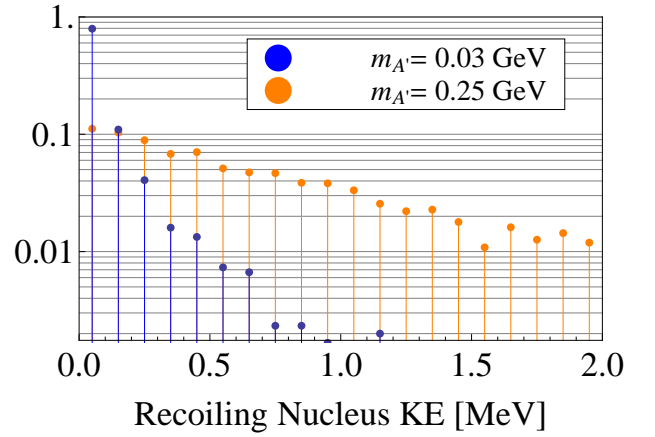 1.
m_A'= 0.03 GeV
m_A'= 0.25 GeV
0.1
0.01
0.0 0.5 1.0 1.5 2.0
Recoiling Nucleus KE [MeV]